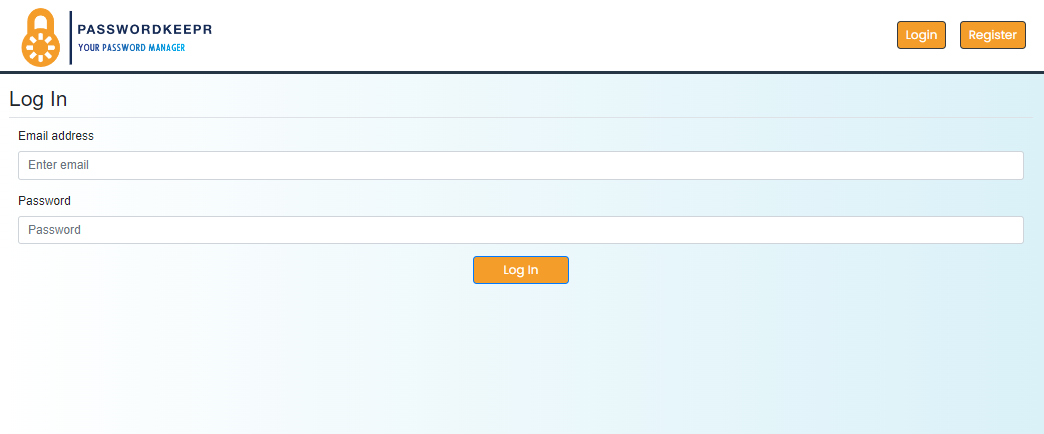 PASSWORDKEEPR
YOUR PASSWORD MANAGER
Login
Register
Log In
Email address
Enter email
Password
Password
Log In